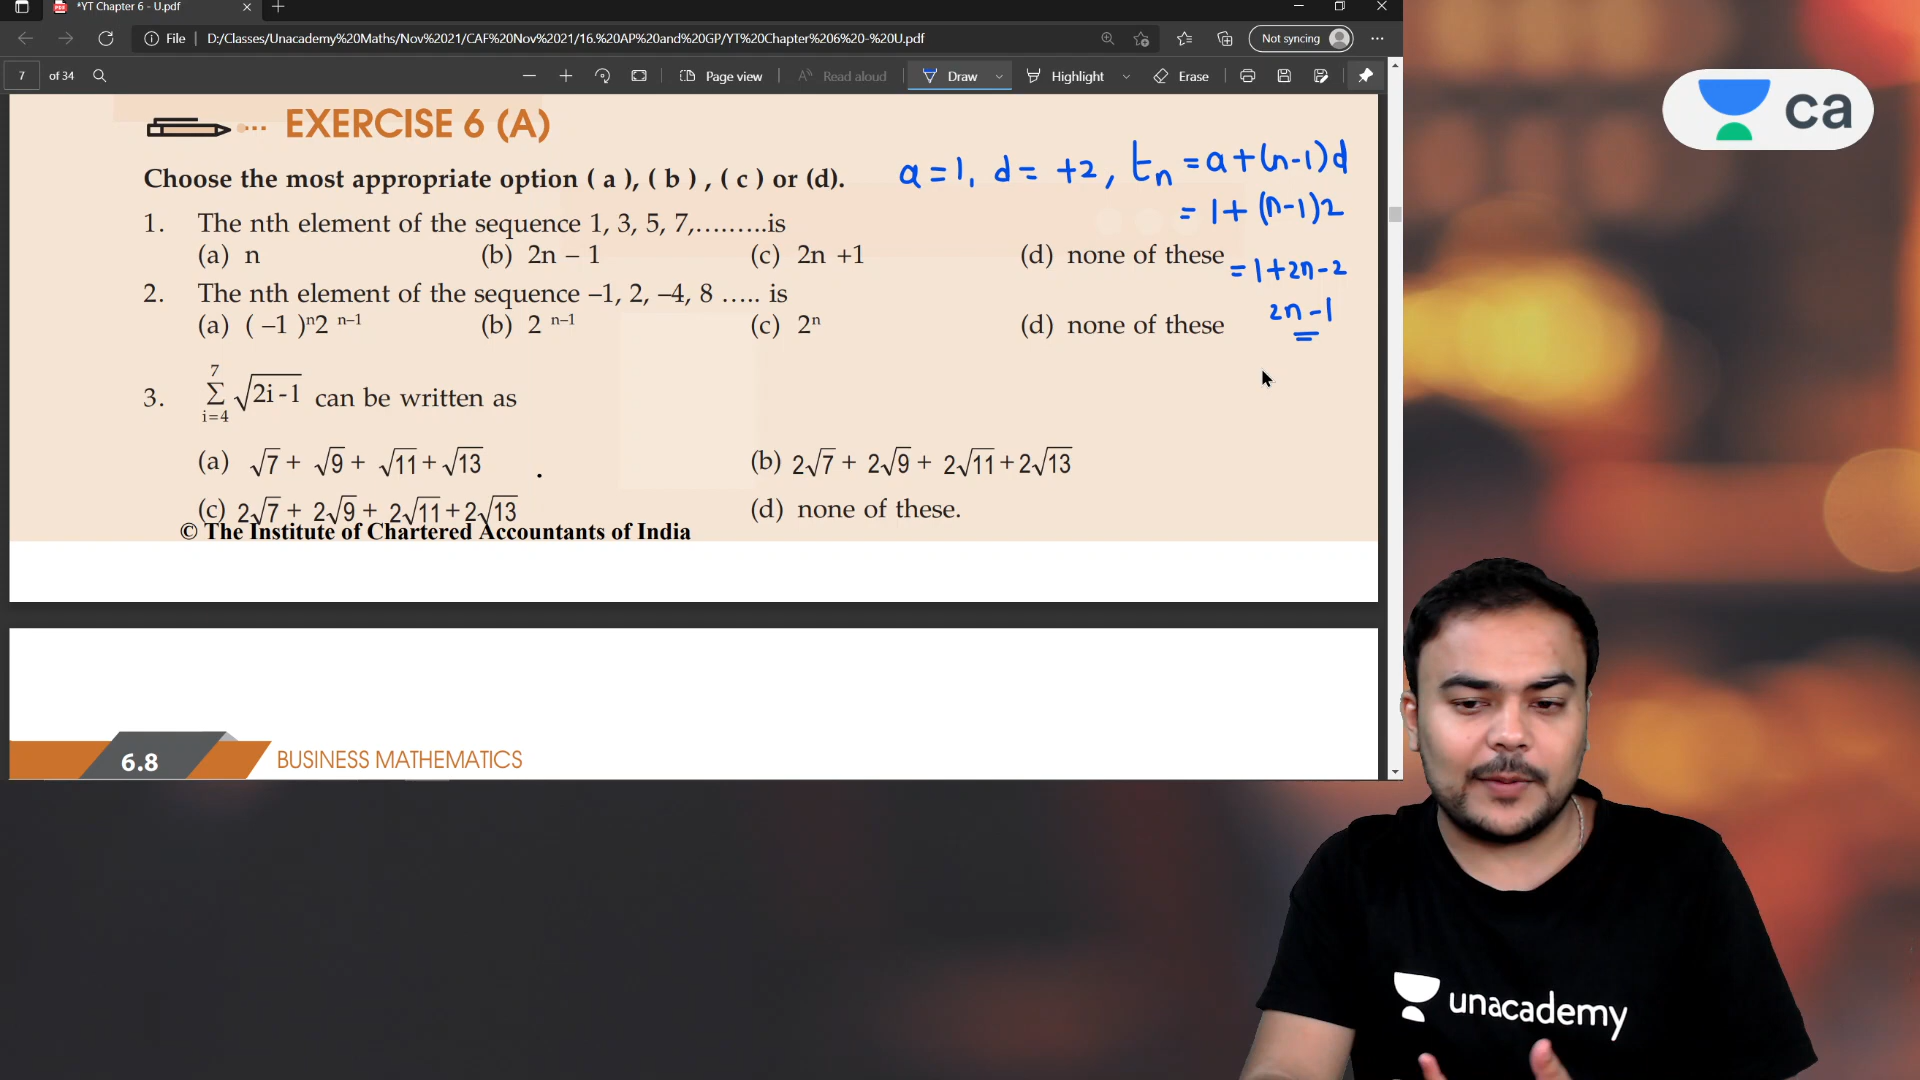 *YT Chapter 6 - U.pdf
File | D:/Classes/Unacademy%20Maths/Nov%2021/CAF%20Nov%2021/16.%20AP%20and%20GP/YT%20Chapter%206%20-%20U.pdf
Not syncing
7 of 34
Page view
Read aloud
Draw
Highlight
Erase
ca
EXERCISE 6 (A)
Choose the most appropriate option ( a ), ( b ) , ( c ) or (d).
a = 1, d = +2, tn = a + (n-1)d
= 1 + (n-1)2
1. The nth element of the sequence 1, 3, 5, 7,.........is
(a) n (b) 2n – 1 (c) 2n +1 (d) none of these
= 1+2n-2
2n -1
2. The nth element of the sequence –1, 2, –4, 8 ..... is
(a) ( –1 )ⁿ2 ⁿ⁻¹ (b) 2 ⁿ⁻¹ (c) 2ⁿ (d) none of these
3. 7 Σ i=4 √2i-1 can be written as
(a) √7 + √9 + √11 + √13 . (b) 2√7 + 2√9 + 2√11 + 2√13
(c) 2√7 + 2√9 + 2√11 + 2√13 (d) none of these.
© The Institute of Chartered Accountants of India
6.8 BUSINESS MATHEMATICS
unacademy